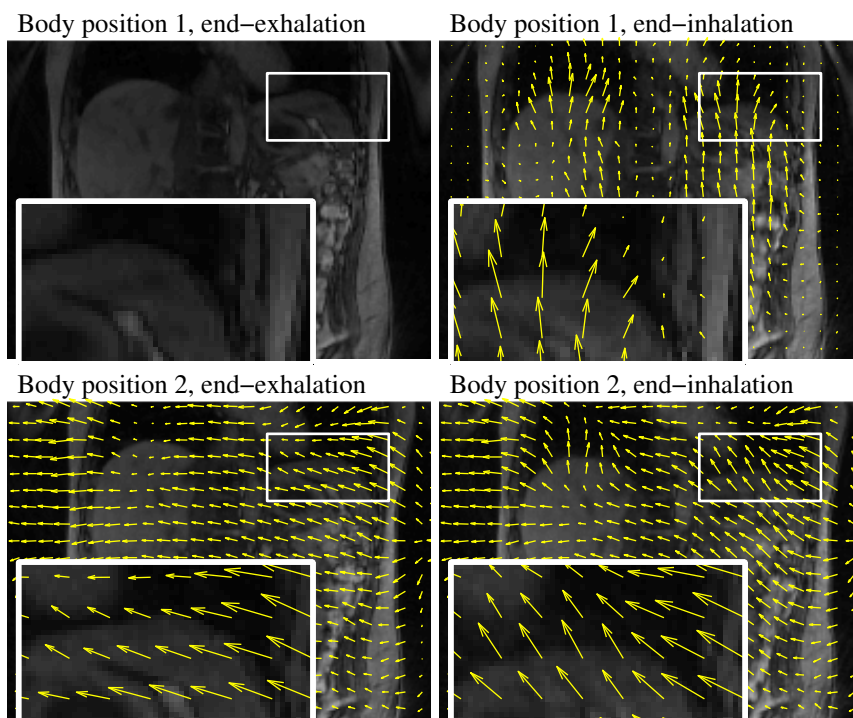 Body position 1, end−exhalation
Body position 1, end−inhalation
Body position 2, end−exhalation
Body position 2, end−inhalation